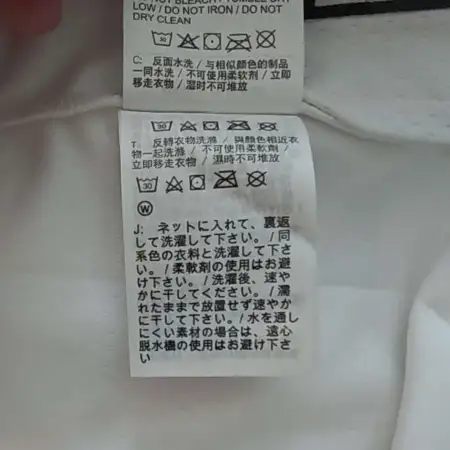 LOW / DO NOT IRON / DO NOT
DRY CLEAN
30
C: 反面水洗 / 与相似颜色的制品
一同水洗 / 不可使用柔软剂 / 立即
移走衣物 / 湿时不可堆放
30
T: 反轉衣物洗滌 / 與顏色相近衣
物一起洗滌 / 不可使用柔軟劑 /
立即移走衣物 / 濕時不可堆放
30
W
J: ネットに入れて、裏返
して洗濯して下さい。/ 同
系色の衣料と洗濯して下
さい。/ 柔軟剤の使用はお避
け下さい。/ 洗濯後、速や
かに干してください。/ 濡
れたままで放置せず速やか
に干して下さい。/ 水を通し
にくい素材の場合は、遠心
脱水機の使用はお避け下さ
い